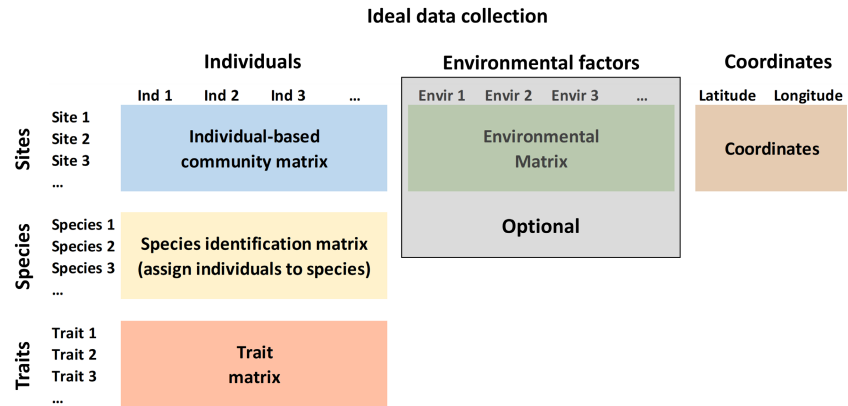 Ideal data collection
Individuals
Environmental factors
Coordinates
Ind 1 Ind 2 Ind 3 ...
Envir 1 Envir 2 Envir 3 ...
Latitude Longitude
Sites
Site 1
Site 2
Site 3
...
Individual-based
community matrix
Environmental
Matrix
Coordinates
Optional
Species
Species 1
Species 2
Species 3
...
Species identification matrix
(assign individuals to species)
Traits
Trait 1
Trait 2
Trait 3
...
Trait
matrix